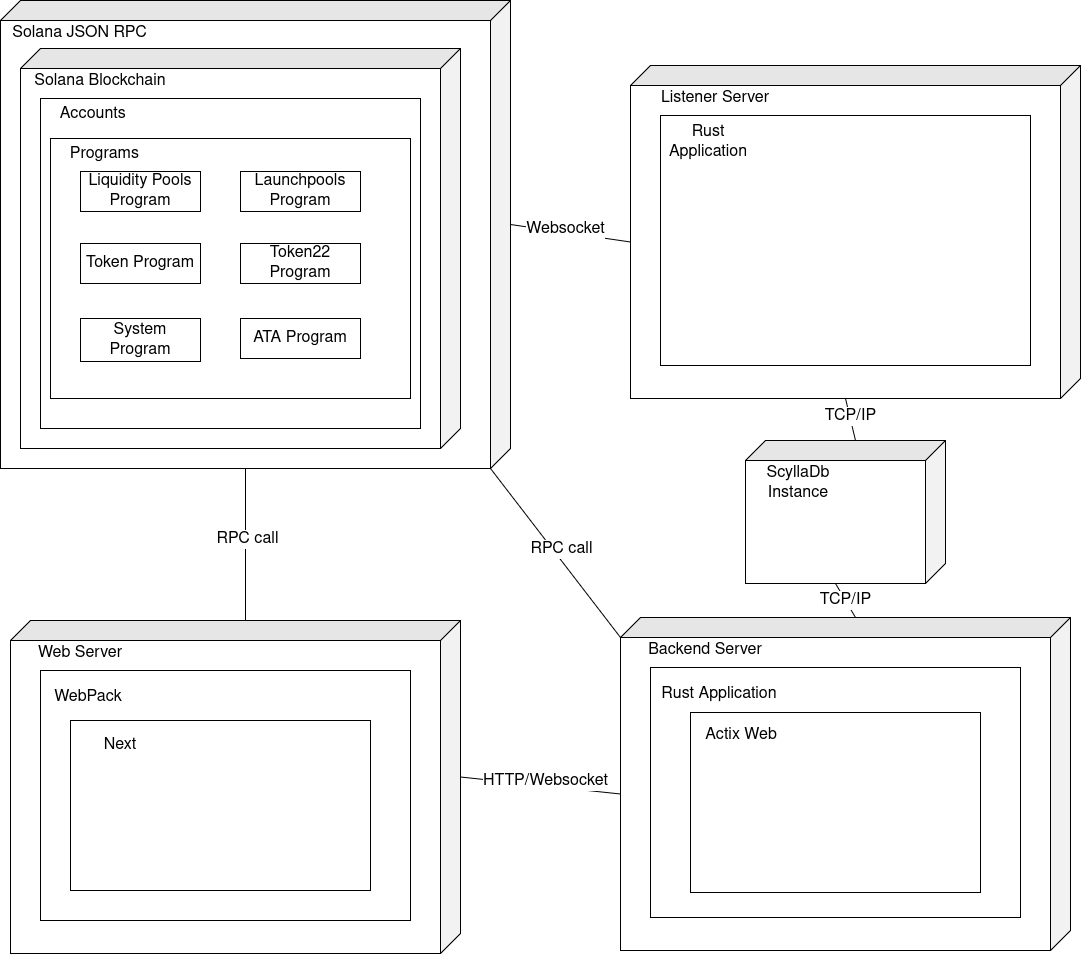 Solana JSON RPC
Solana Blockchain
Accounts
Programs
Liquidity Pools
Program
Launchpools
Program
Token Program
Token22
Program
System
Program
ATA Program
Websocket
Listener Server
Rust
Application
TCP/IP
ScyllaDb
Instance
TCP/IP
RPC call
RPC call
Web Server
WebPack
Next
HTTP/Websocket
Backend Server
Rust Application
Actix Web